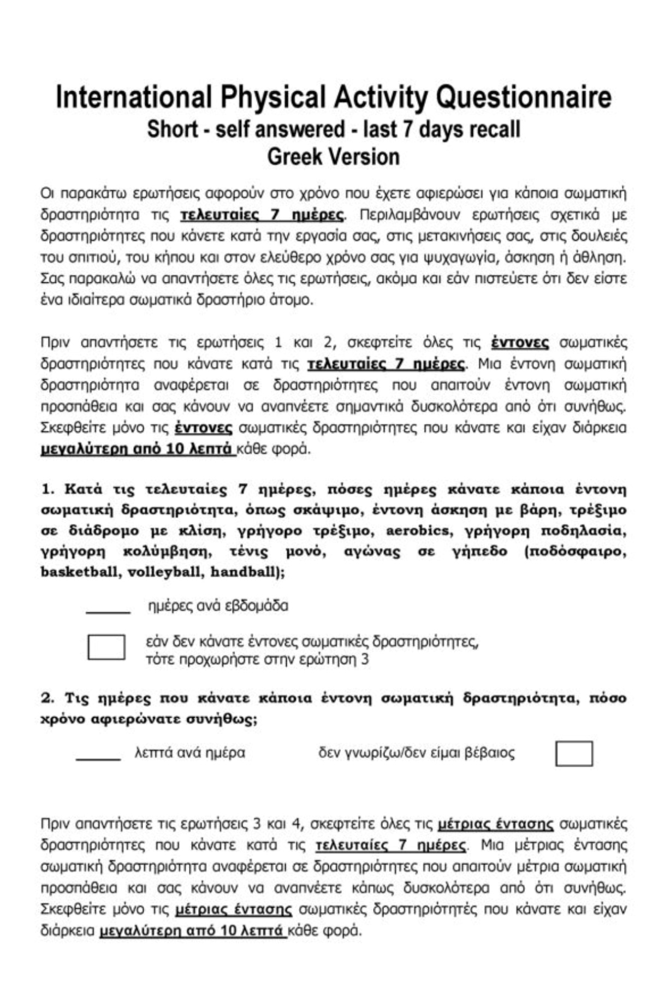 International Physical Activity Questionnaire
Short - self answered - last 7 days recall
Greek Version
Οι παρακάτω ερωτήσεις αφορούν στο χρόνο που έχετε αφιερώσει για κάποια σωματική
δραστηριότητα τις τελευταίες 7 ημέρες. Περιλαμβάνουν ερωτήσεις σχετικά με
δραστηριότητες που κάνετε κατά την εργασία σας, στις μετακινήσεις σας, στις δουλειές
του σπιτιού, του κήπου και στον ελεύθερο χρόνο σας για ψυχαγωγία, άσκηση ή άθληση.
Σας παρακαλώ να απαντήσετε όλες τις ερωτήσεις, ακόμα και εάν πιστεύετε ότι δεν είστε
ένα ιδιαίτερα σωματικά δραστήριο άτομο.
Πριν απαντήσετε τις ερωτήσεις 1 και 2, σκεφτείτε όλες τις έντονες σωματικές
δραστηριότητες που κάνατε κατά τις τελευταίες 7 ημέρες. Μια έντονη σωματική
δραστηριότητα αναφέρεται σε δραστηριότητες που απαιτούν έντονη σωματική
προσπάθεια και σας κάνουν να αναπνέετε σημαντικά δυσκολότερα από ότι συνήθως.
Σκεφθείτε μόνο τις έντονες σωματικές δραστηριότητες που κάνατε και είχαν διάρκεια
μεγαλύτερη από 10 λεπτά κάθε φορά.
1. Κατά τις τελευταίες 7 ημέρες, πόσες ημέρες κάνατε κάποια έντονη
σωματική δραστηριότητα, όπως σκάψιμο, έντονη άσκηση με βάρη, τρέξιμο
σε διάδρομο με κλίση, γρήγορο τρέξιμο, aerobics, γρήγορη ποδηλασία,
γρήγορη κολύμβηση, τένις μονό, αγώνας σε γήπεδο (ποδόσφαιρο,
basketball, volleyball, handball);
____ ημέρες ανά εβδομάδα
εάν δεν κάνατε έντονες σωματικές δραστηριότητες,
τότε προχωρήστε στην ερώτηση 3
2. Τις ημέρες που κάνατε κάποια έντονη σωματική δραστηριότητα, πόσο
χρόνο αφιερώνατε συνήθως;
____ λεπτά ανά ημέρα δεν γνωρίζω/δεν είμαι βέβαιος
Πριν απαντήσετε τις ερωτήσεις 3 και 4, σκεφτείτε όλες τις μέτριας έντασης σωματικές
δραστηριότητες που κάνατε κατά τις τελευταίες 7 ημέρες. Μια μέτριας έντασης
σωματική δραστηριότητα αναφέρεται σε δραστηριότητες που απαιτούν μέτρια σωματική
προσπάθεια και σας κάνουν να αναπνέετε κάπως δυσκολότερα από ότι συνήθως.
Σκεφθείτε μόνο τις μέτριας έντασης σωματικές δραστηριότητές που κάνατε και είχαν
διάρκεια μεγαλύτερη από 10 λεπτά κάθε φορά.